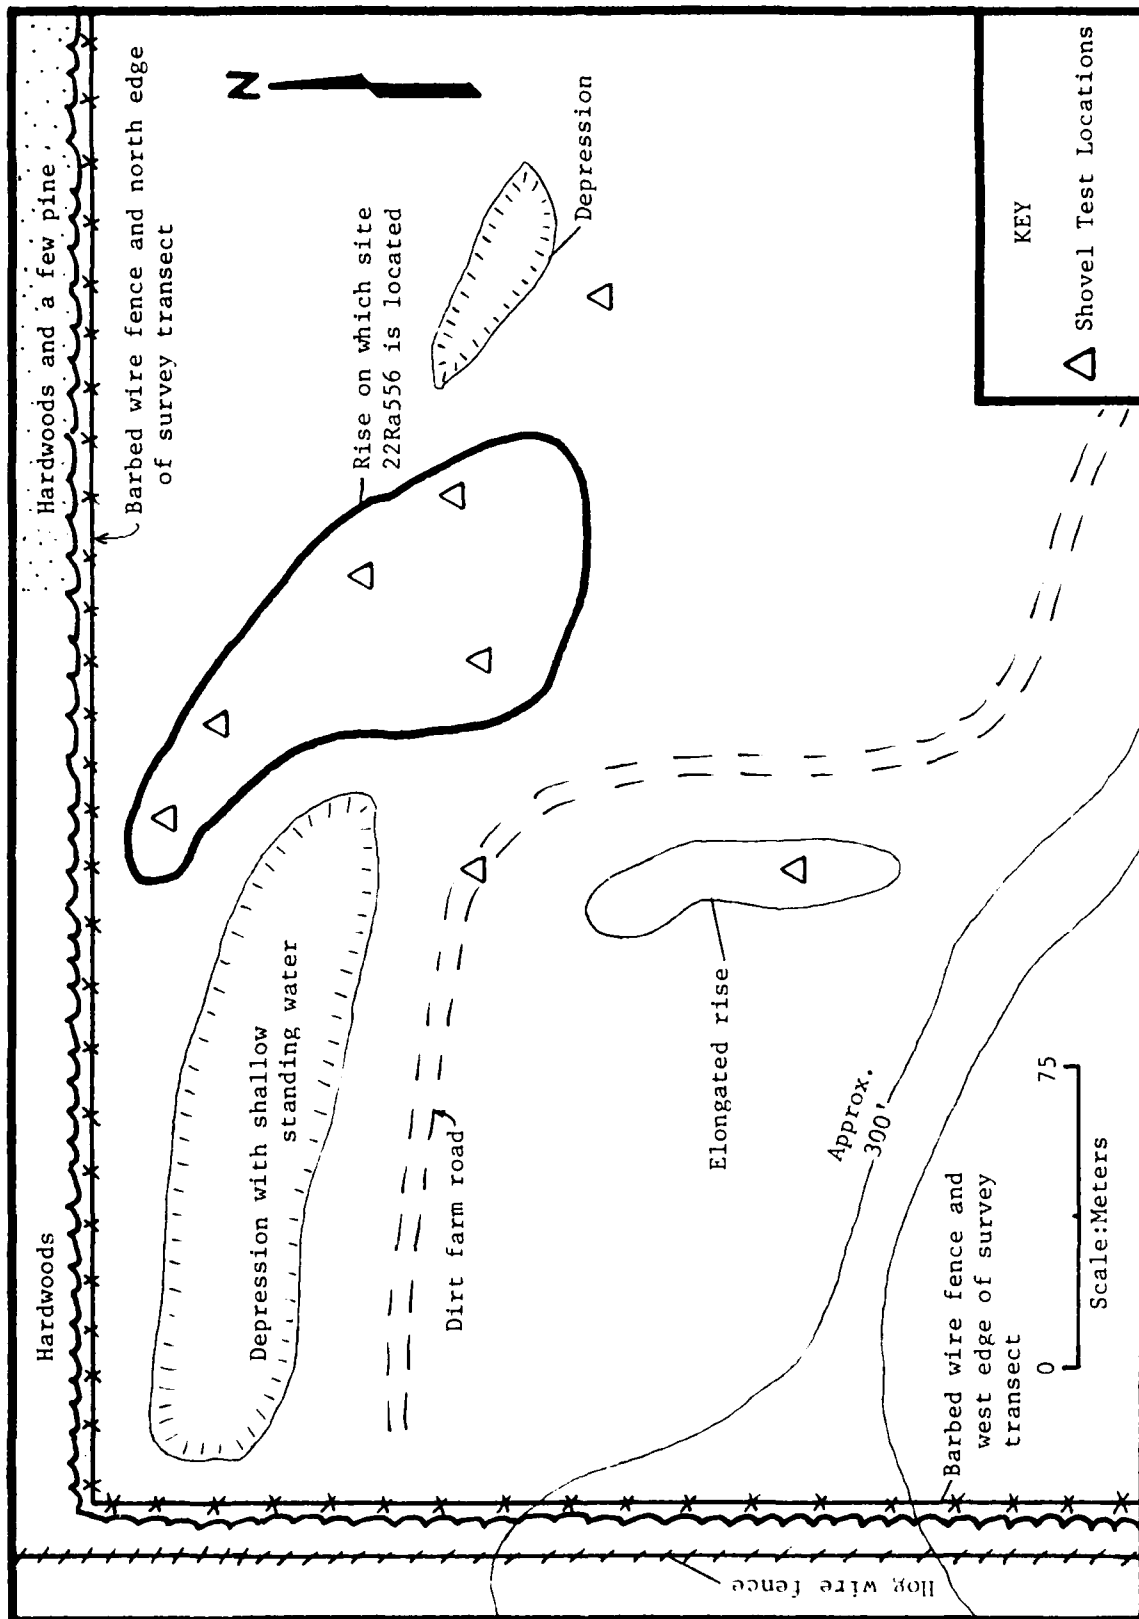 Hardwoods
Hardwoods and a few pine
Barbed wire fence and north edge
of survey transect
N
Rise on which site
22Ra556 is located
Depression
Depression with shallow
standing water
Dirt farm road
Elongated rise
Approx.
300'
Barbed wire fence and
west edge of survey
transect
Hog wire fence
0 75
Scale:Meters
KEY
Shovel Test Locations